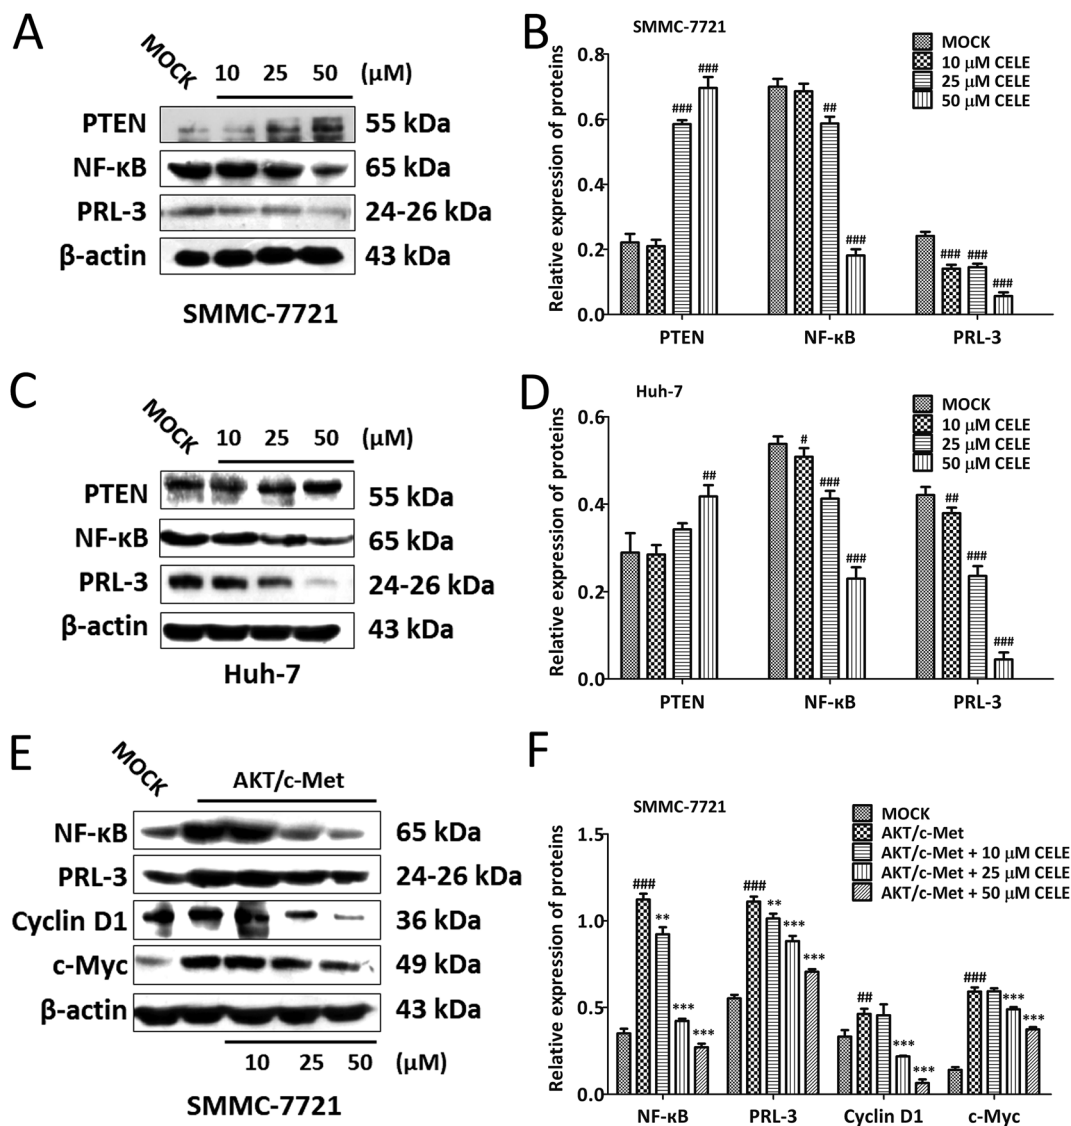 A
MOCK
10 25 50 (μM)
PTEN 55 kDa
NF-κB 65 kDa
PRL-3 24-26 kDa
β-actin 43 kDa
SMMC-7721
B
SMMC-7721
MOCK
10 μM CELE
25 μM CELE
50 μM CELE
Relative expression of proteins
0.8
0.6
0.4
0.2
0.0
### ###
## ###
### ### ###
PTEN NF-κB PRL-3
C
MOCK
10 25 50 (μM)
PTEN 55 kDa
NF-κB 65 kDa
PRL-3 24-26 kDa
β-actin 43 kDa
Huh-7
D
Huh-7
MOCK
10 μM CELE
25 μM CELE
50 μM CELE
Relative expression of proteins
0.6
0.4
0.2
0.0
##
# ### ###
## ### ###
PTEN NF-κB PRL-3
E
MOCK
AKT/c-Met
NF-κB 65 kDa
PRL-3 24-26 kDa
Cyclin D1 36 kDa
c-Myc 49 kDa
β-actin 43 kDa
10 25 50 (μM)
SMMC-7721
F
SMMC-7721
MOCK
AKT/c-Met
AKT/c-Met + 10 μM CELE
AKT/c-Met + 25 μM CELE
AKT/c-Met + 50 μM CELE
Relative expression of proteins
1.5
1.0
0.5
0.0
### ** *** ***
### ** *** ***
## *** ***
### *** ***
NF-κB PRL-3 Cyclin D1 c-Myc